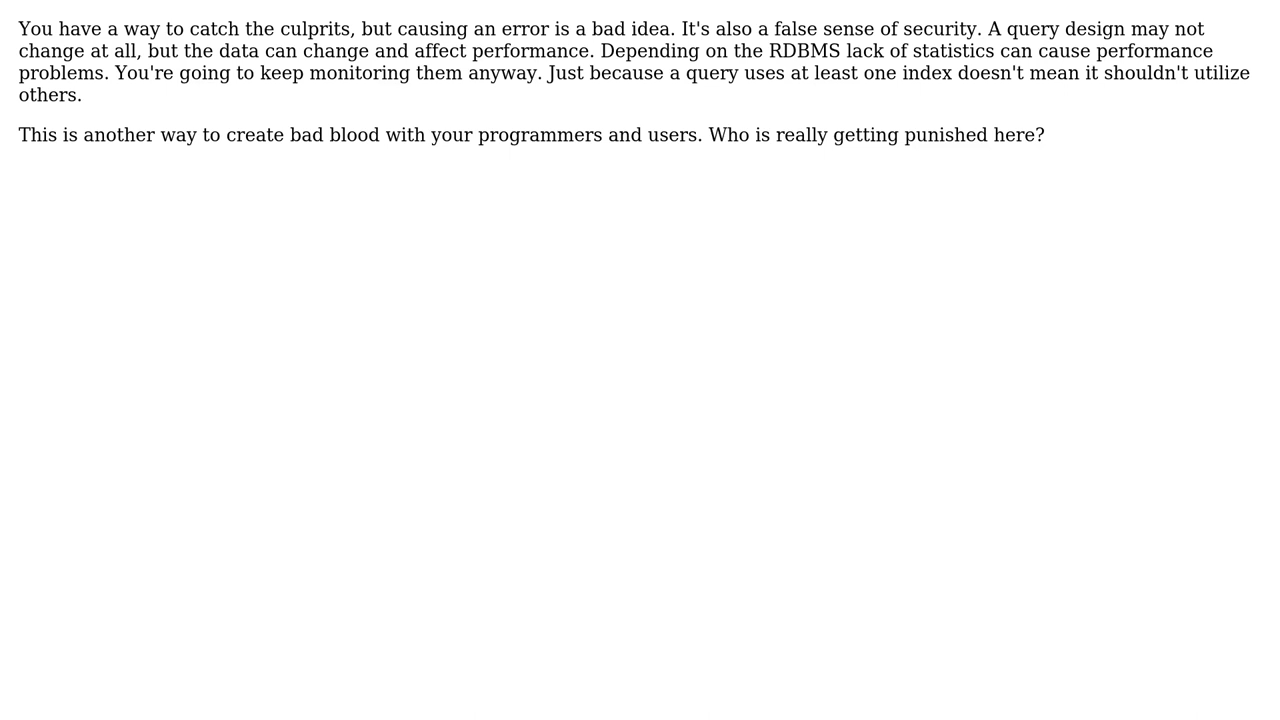 You have a way to catch the culprits, but causing an error is a bad idea. It's also a false sense of security. A query design may not
change at all, but the data can change and affect performance. Depending on the RDBMS lack of statistics can cause performance
problems. You're going to keep monitoring them anyway. Just because a query uses at least one index doesn't mean it shouldn't utilize
others.
This is another way to create bad blood with your programmers and users. Who is really getting punished here?